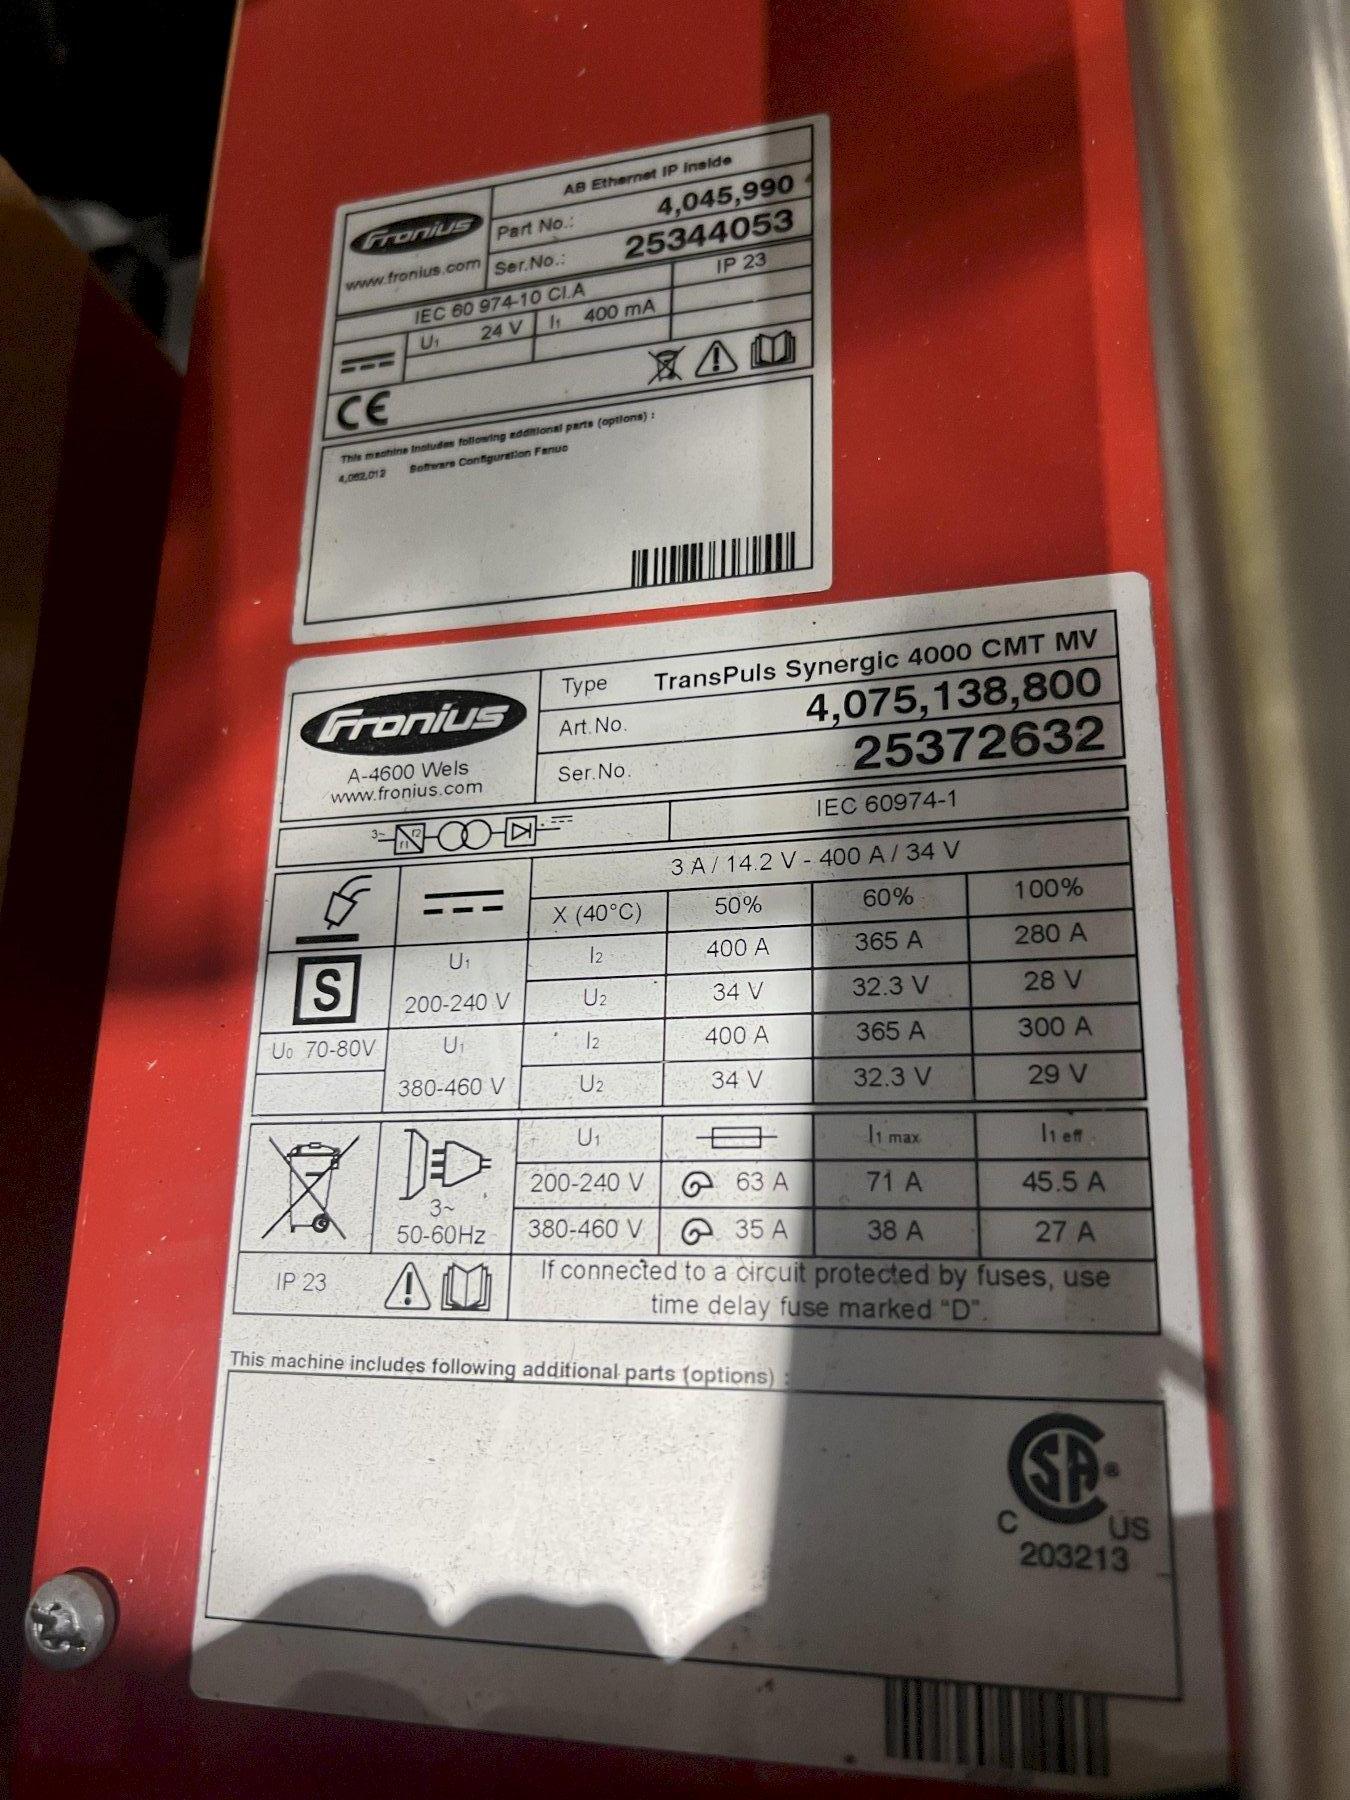 Fronius
www.fronius.com
AB Ethernet IP Inside
Part No.: 4,045,990
Ser.No.: 25344053
IEC 60 974-10 Cl.A
IP 23
U1 24 V I1 400 mA
CE
This machine includes following additional parts (options) :
4,062,012 Software Configuration Fanuc
Fronius
A-4600 Wels
www.fronius.com
Type TransPuls Synergic 4000 CMT MV
Art.No. 4,075,138,800
Ser.No. 25372632
3~ f1 f2
IEC 60974-1
3 A / 14.2 V - 400 A / 34 V
X (40°C) 50% 60% 100%
S
U1 200-240 V
I2 400 A 365 A 280 A
U2 34 V 32.3 V 28 V
U0 70-80V
U1 380-460 V
I2 400 A 365 A 300 A
U2 34 V 32.3 V 29 V
3~
50-60Hz
U1 I1 max I1 eff
200-240 V 63 A 71 A 45.5 A
380-460 V 35 A 38 A 27 A
IP 23
If connected to a circuit protected by fuses, use
time delay fuse marked "D".
This machine includes following additional parts (options) :
CSA ®
C US
203213